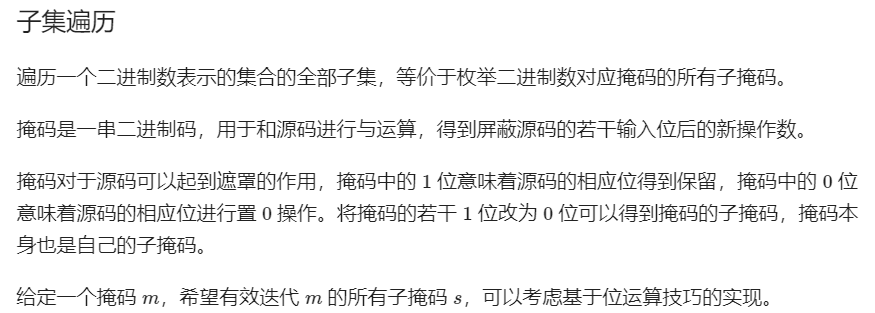 子集遍历
遍历一个二进制数表示的集合的全部子集，等价于枚举二进制数对应掩码的所有子掩码。
掩码是一串二进制码，用于和源码进行与运算，得到屏蔽源码的若干输入位后的新操作数。
掩码对于源码可以起到遮罩的作用，掩码中的 1 位意味着源码的相应位得到保留，掩码中的 0 位
意味着源码的相应位进行置 0 操作。将掩码的若干 1 位改为 0 位可以得到掩码的子掩码，掩码本
身也是自己的子掩码。
给定一个掩码 m，希望有效迭代 m 的所有子掩码 s，可以考虑基于位运算技巧的实现。